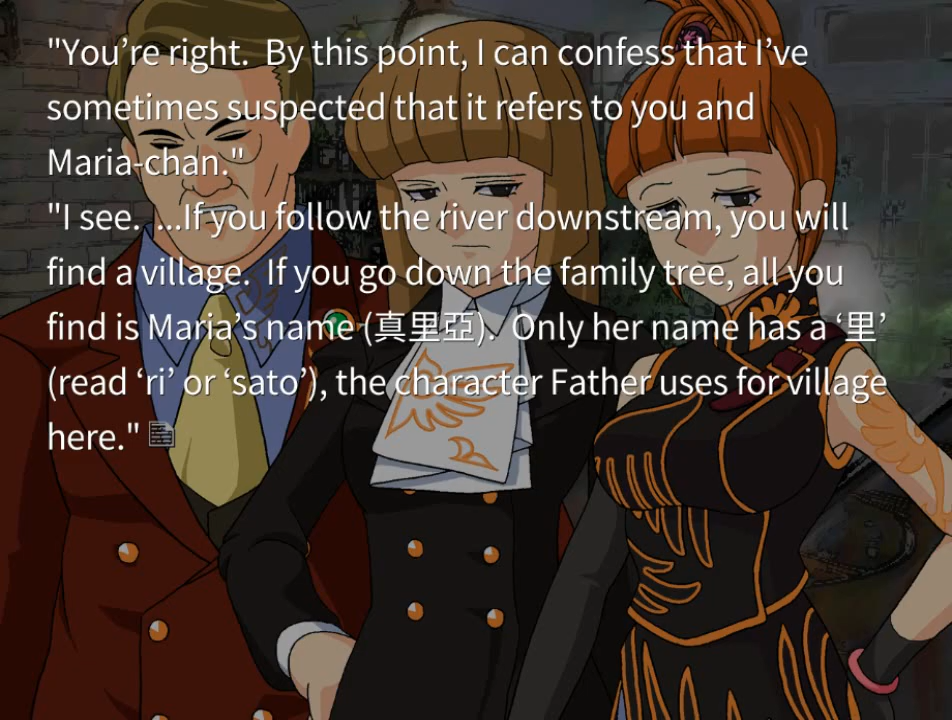 "You’re right.  By this point, I can confess that I’ve
sometimes suspected that it refers to you and
Maria-chan."
"I see.  ...If you follow the river downstream, you will
find a village.  If you go down the family tree, all you
find is Maria’s name (真里亞).  Only her name has a ‘里’
(read ‘ri’ or ‘sato’), the character Father uses for village
here."